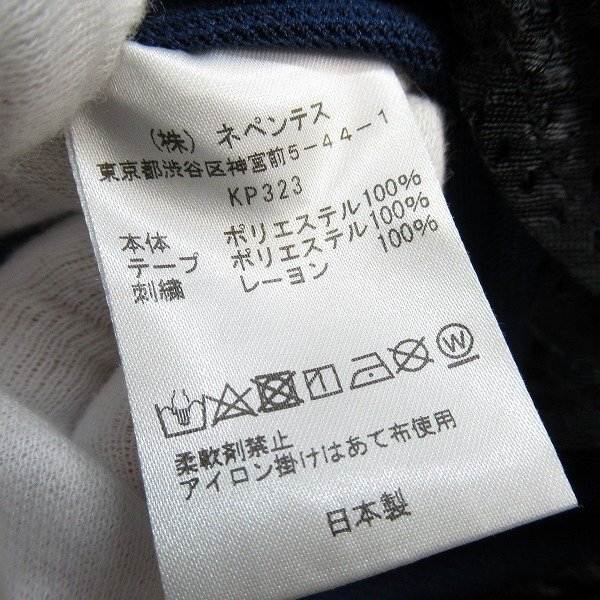 (株) ネペンテス
東京都渋谷区神宮前5-44-1
KP323
本体 ポリエステル100%
テープ ポリエステル100%
刺繍 レーヨン 100%
W
柔軟剤禁止
アイロン掛けはあて布使用
日本製